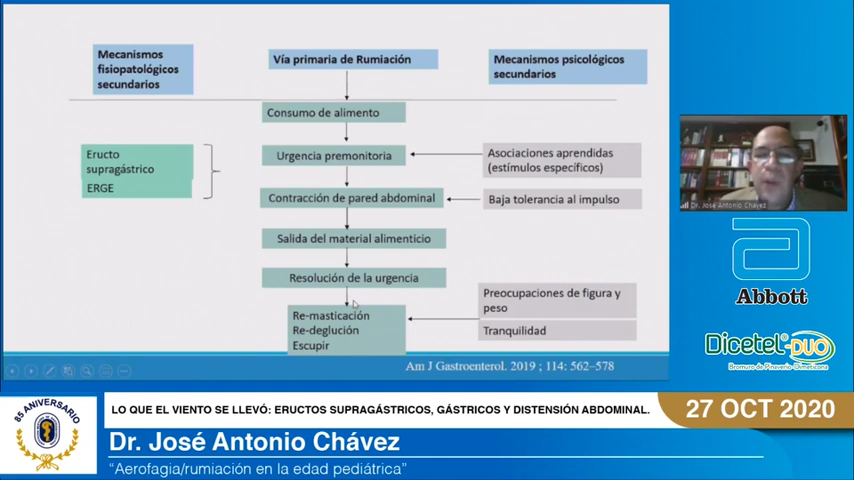 Mecanismos
fisiopatológicos
secundarios
Vía primaria de Rumiación
Mecanismos psicológicos
secundarios
Consumo de alimento
Urgencia premonitoria
Contracción de pared abdominal
Salida del material alimenticio
Resolución de la urgencia
Re-masticación
Re-deglución
Escupir
Eructo
supragástrico
ERGE
Asociaciones aprendidas
(estímulos específicos)
Baja tolerancia al impulso
Preocupaciones de figura y
peso
Tranquilidad
Am J Gastroenterol. 2019 ; 114: 562–578
Dr. José Antonio Chávez
Abbott
Dicetel®-DUO
Bromuro de Pinaverio-Dimeticona
85 ANIVERSARIO
LO QUE EL VIENTO SE LLEVÓ: ERUCTOS SUPRAGÁSTRICOS, GÁSTRICOS Y DISTENSIÓN ABDOMINAL.
27 OCT 2020
Dr. José Antonio Chávez
“Aerofagia/rumiación en la edad pediátrica”